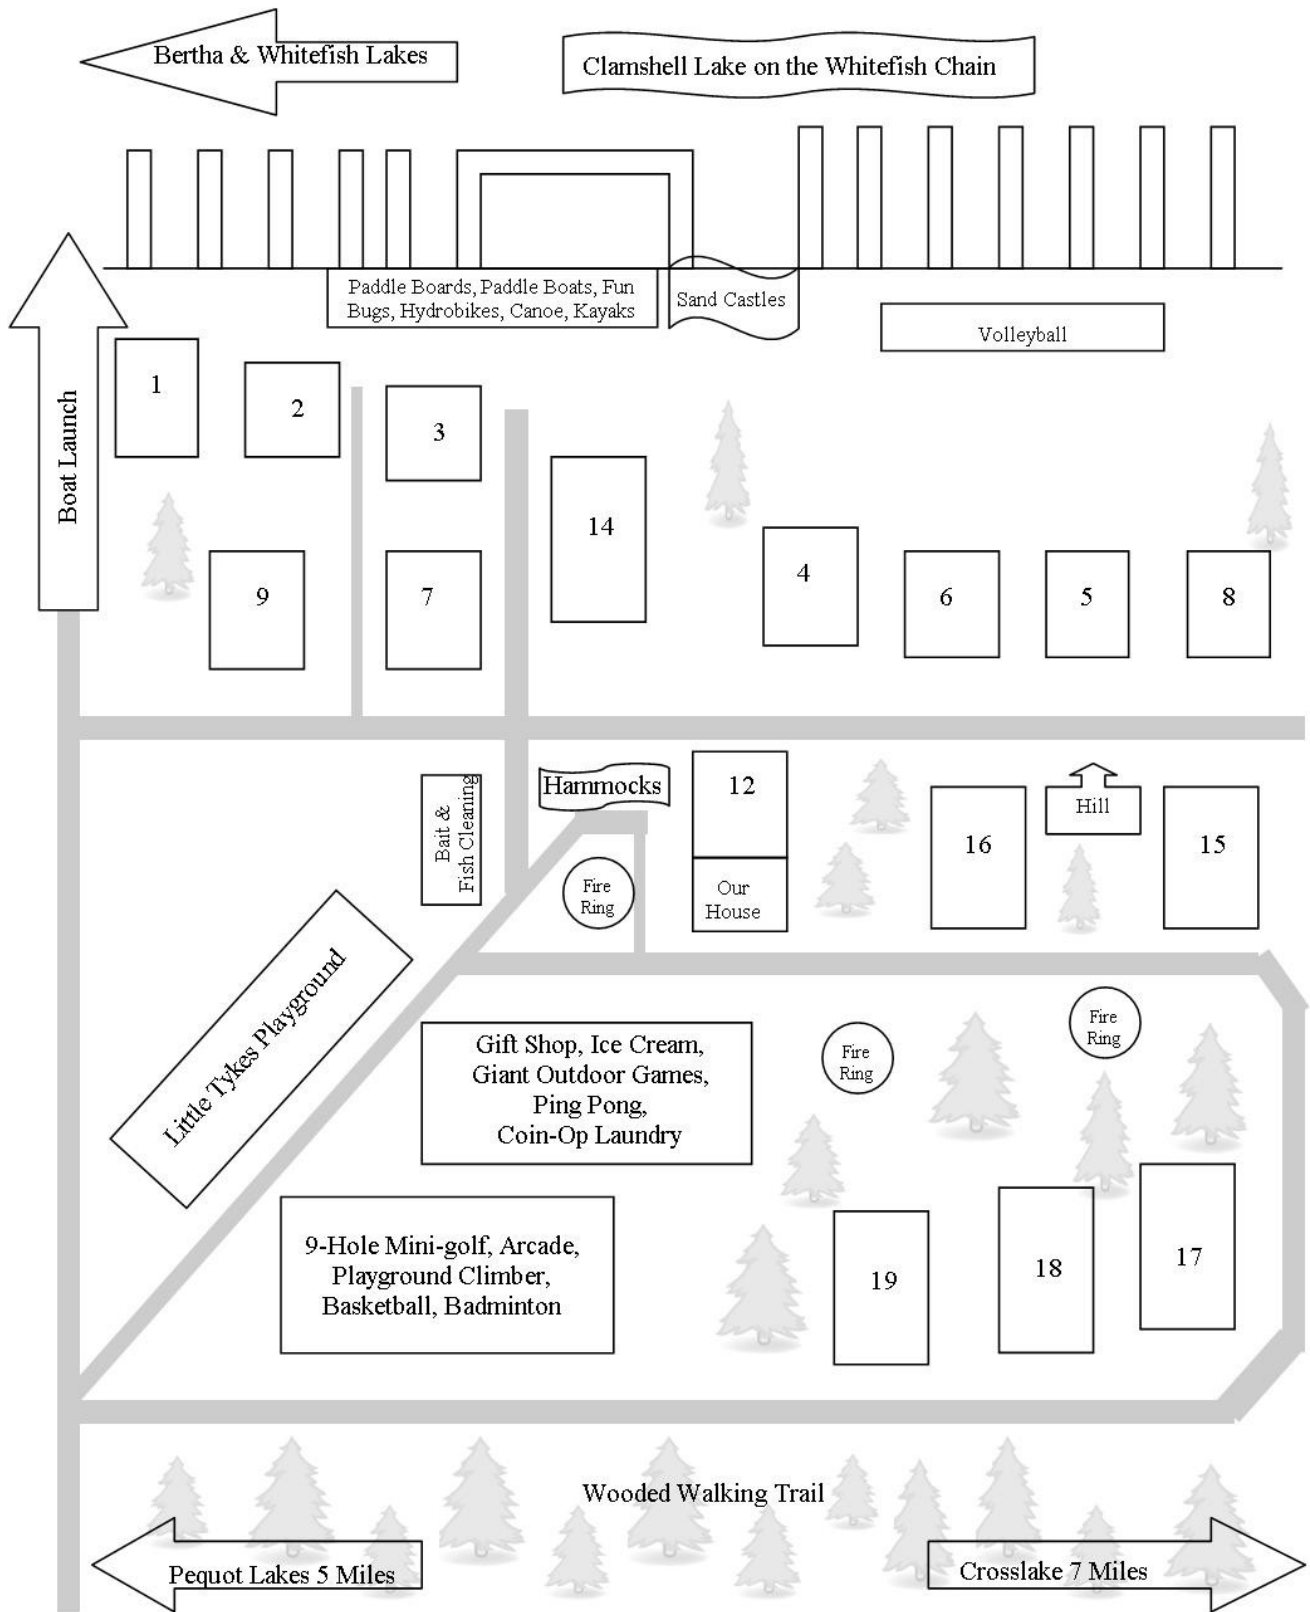 Bertha & Whitefish Lakes
Clamshell Lake on the Whitefish Chain
Paddle Boards, Paddle Boats, Fun
Bugs, Hydrobikes, Canoe, Kayaks
Sand Castles
Volleyball
Boat Launch
1
2
3
14
9
7
4
6
5
8
Bait &
Fish Cleaning
Hammocks
12
Our
House
Fire
Ring
16
Hill
15
Little Tykes Playground
Gift Shop, Ice Cream,
Giant Outdoor Games,
Ping Pong,
Coin-Op Laundry
Fire
Ring
Fire
Ring
9-Hole Mini-golf, Arcade,
Playground Climber,
Basketball, Badminton
19
18
17
Wooded Walking Trail
Pequot Lakes 5 Miles
Crosslake 7 Miles